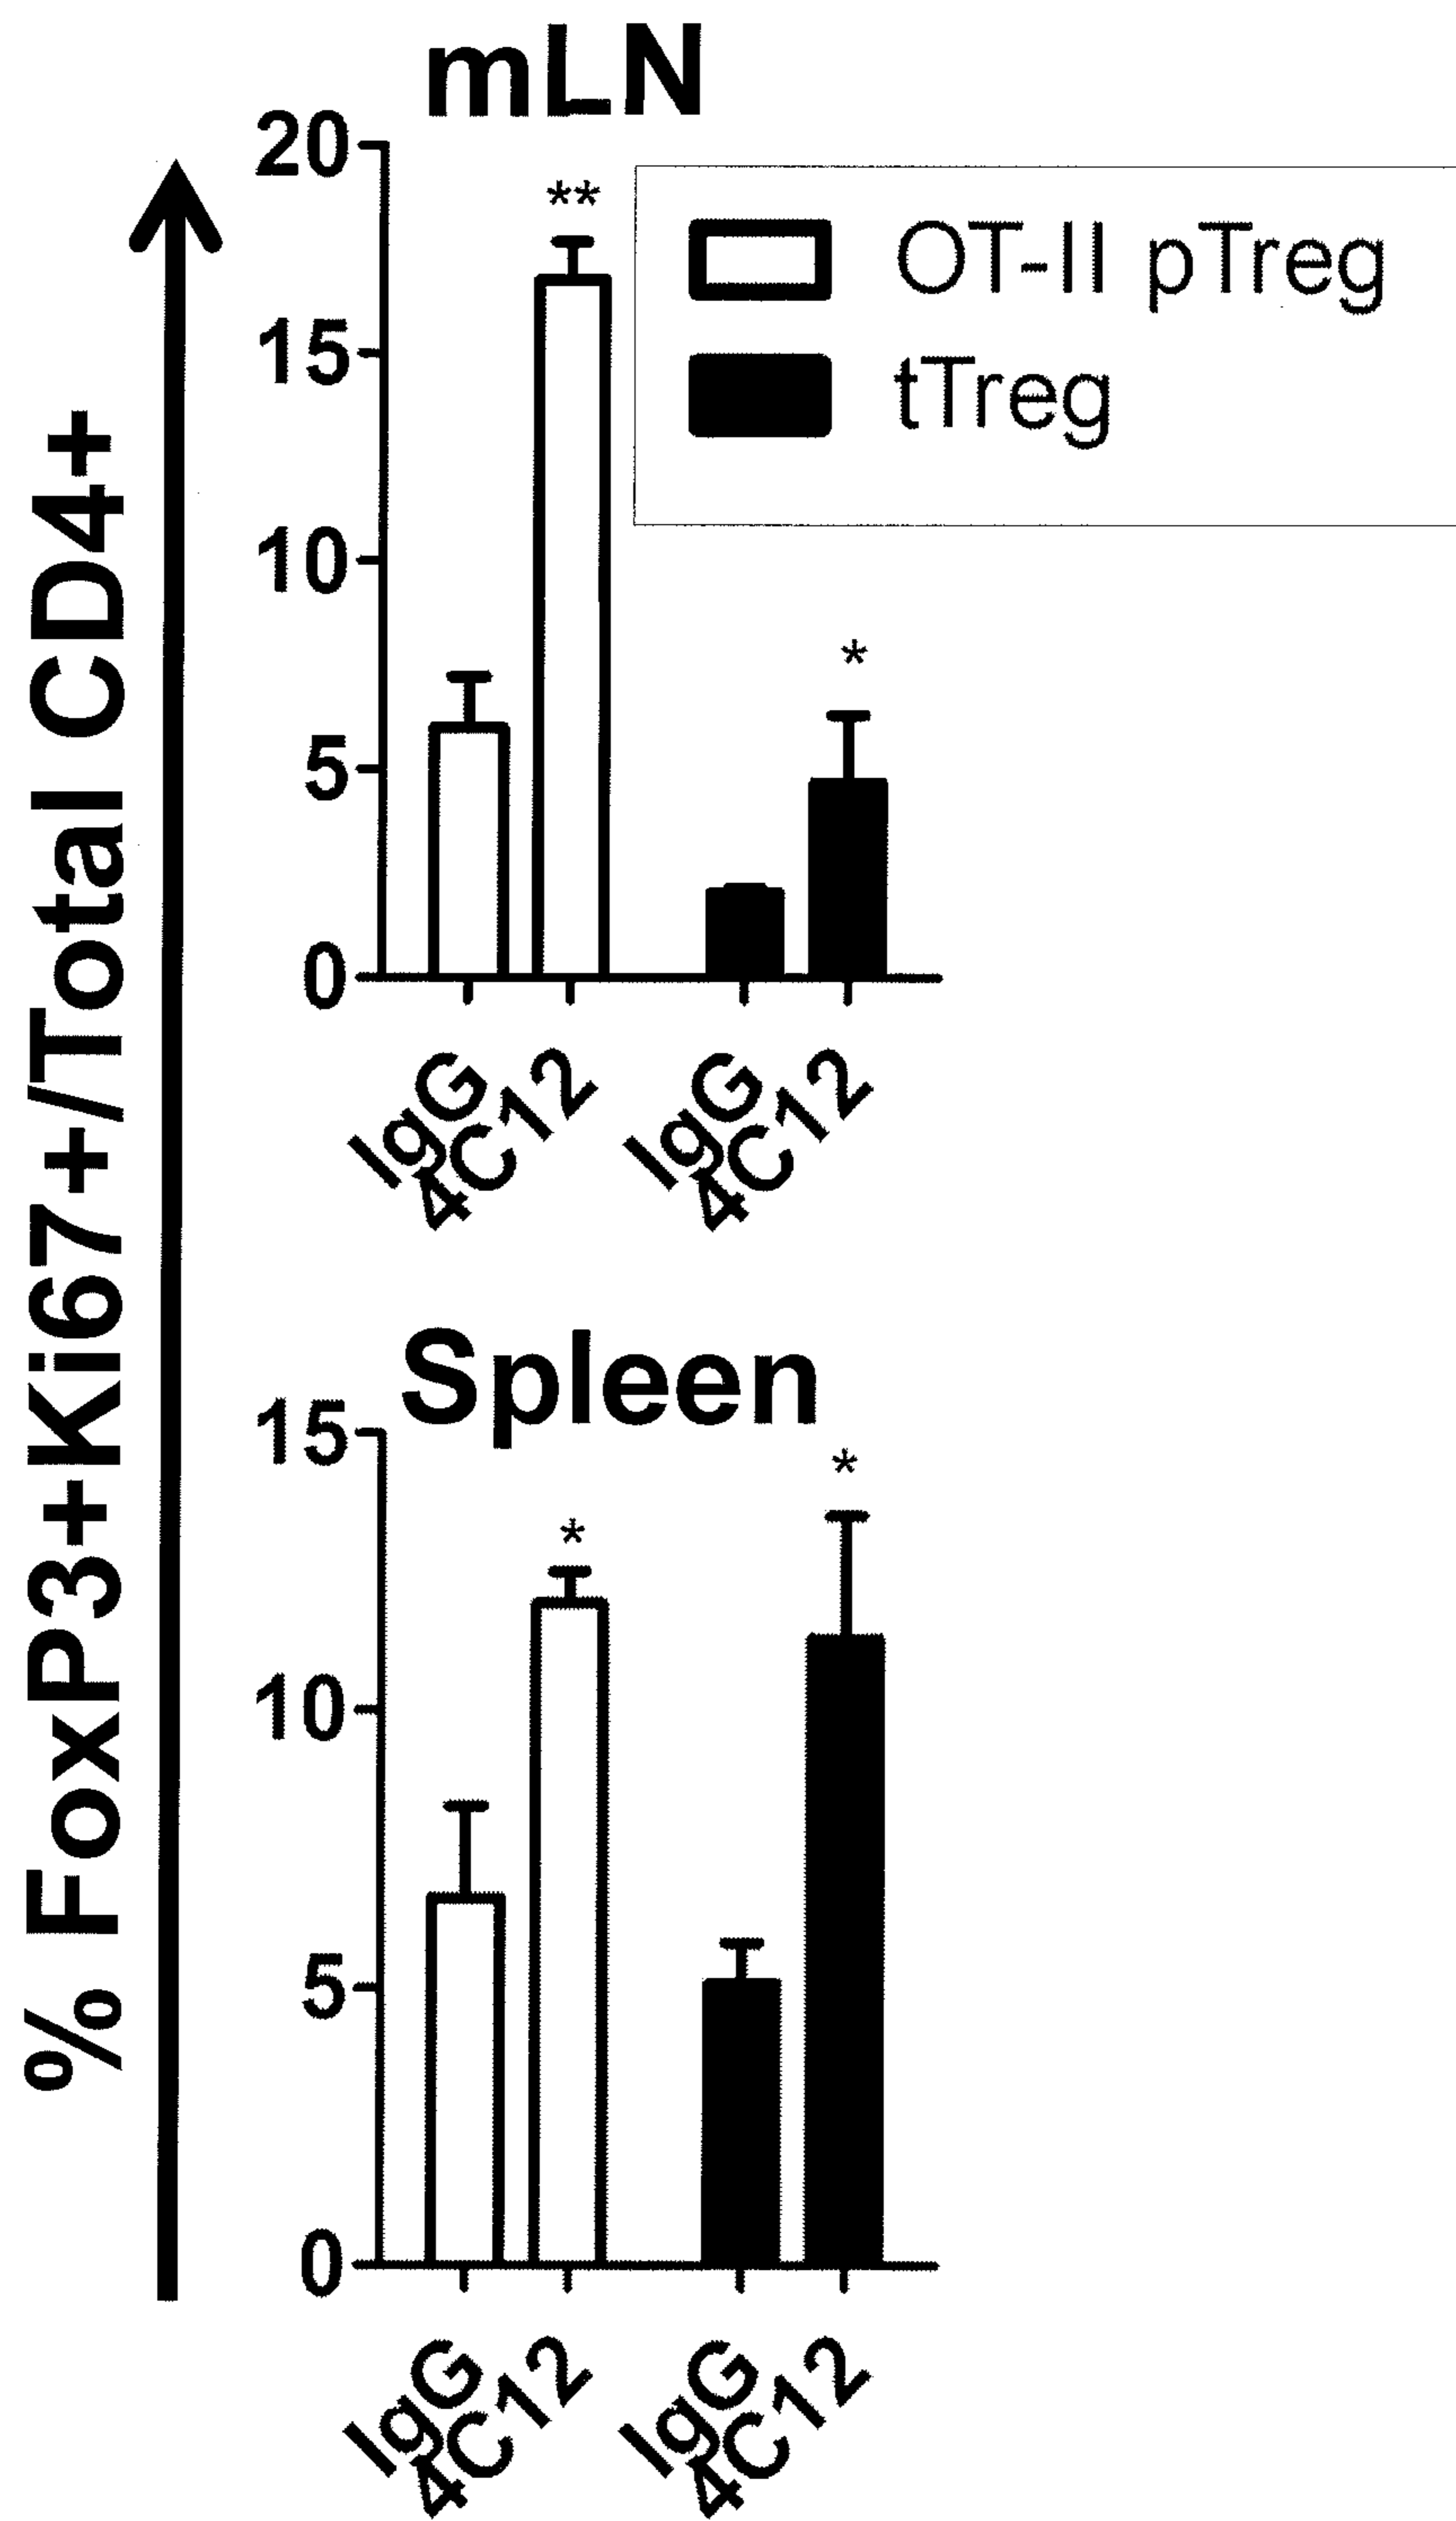 % FoxP3+Ki67+/Total CD4+
mLN
20
15
10
5
0
**
*
OT-II pTreg
tTreg
IgG
4C12
IgG
4C12
Spleen
15
10
5
0
*
*
IgG
4C12
IgG
4C12